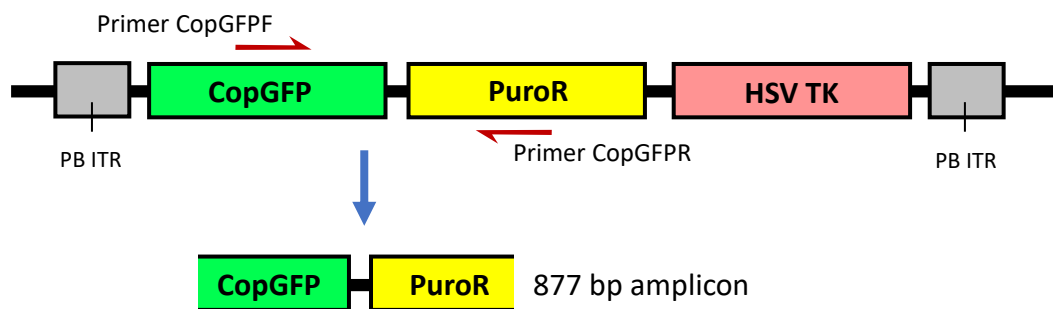 Primer CopGFPF
CopGFP
PuroR
HSV TK
PB ITR
Primer CopGFPR
PB ITR
CopGFP
PuroR
877 bp amplicon